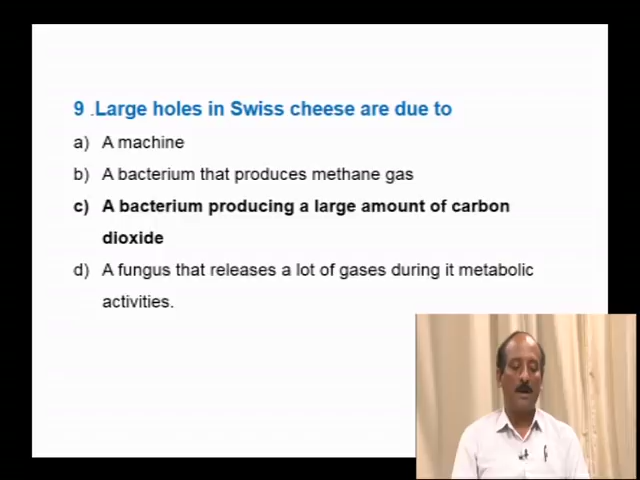 9 .Large holes in Swiss cheese are due to
a) A machine
b) A bacterium that produces methane gas
c) A bacterium producing a large amount of carbon
dioxide
d) A fungus that releases a lot of gases during it metabolic
activities.